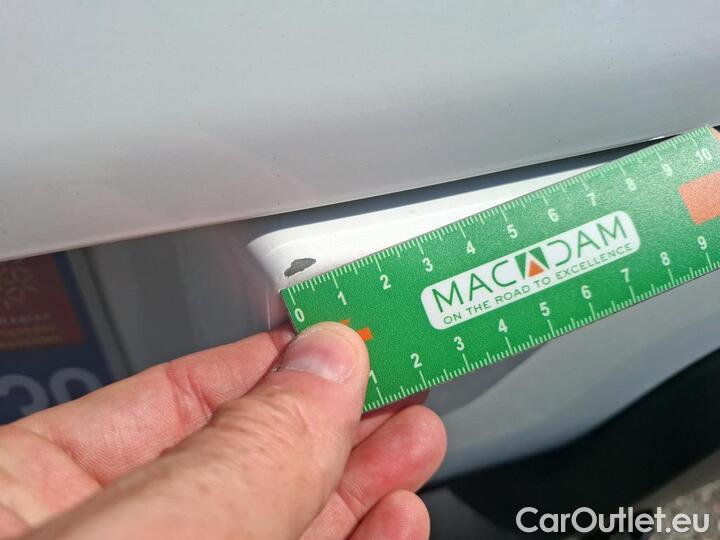 0 1 2 3 4 5 6 7 8 9 10
MACADAM
ON THE ROAD TO EXCELLENCE
1 2 3 4 5 6 7 8 9
30
CarOutlet.eu